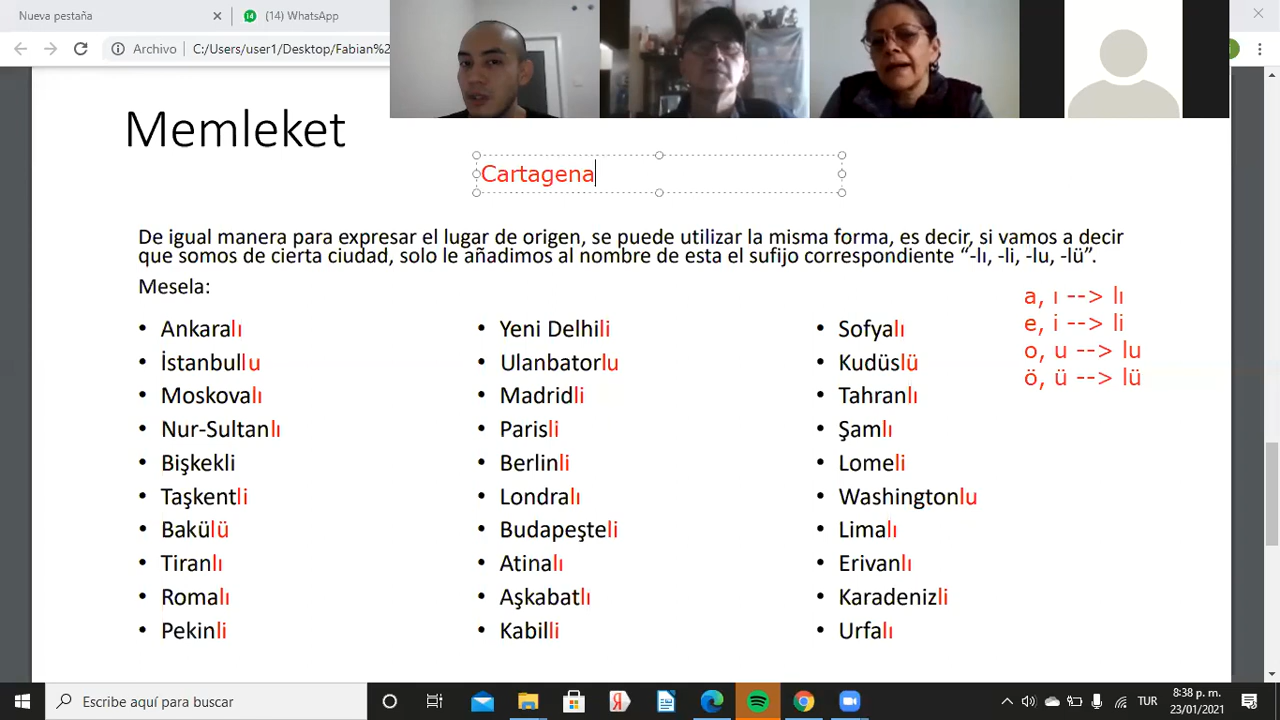 Nueva pestaña
(14) WhatsApp
Archivo
C:/Users/user1/Desktop/Fabian%2
Memleket
Cartagena
De igual manera para expresar el lugar de origen, se puede utilizar la misma forma, es decir, si vamos a decir
que somos de cierta ciudad, solo le añadimos al nombre de esta el sufijo correspondiente “-lı, -li, -lu, -lü”.
Mesela:
a, ı --> lı
e, i --> li
o, u --> lu
ö, ü --> lü
• Ankaralı
• İstanbullu
• Moskovalı
• Nur-Sultanlı
• Bişkekli
• Taşkentli
• Bakülü
• Tiranlı
• Romalı
• Pekinli
• Yeni Delhili
• Ulanbatorlu
• Madridli
• Parisli
• Berlinli
• Londralı
• Budapeşteli
• Atinalı
• Aşkabatlı
• Kabilli
• Sofyalı
• Kudüslü
• Tahranlı
• Şamlı
• Lomeli
• Washingtonlu
• Limalı
• Erivanlı
• Karadenizli
• Urfalı
Escribe aquí para buscar
TUR
8:38 p. m.
23/01/2021